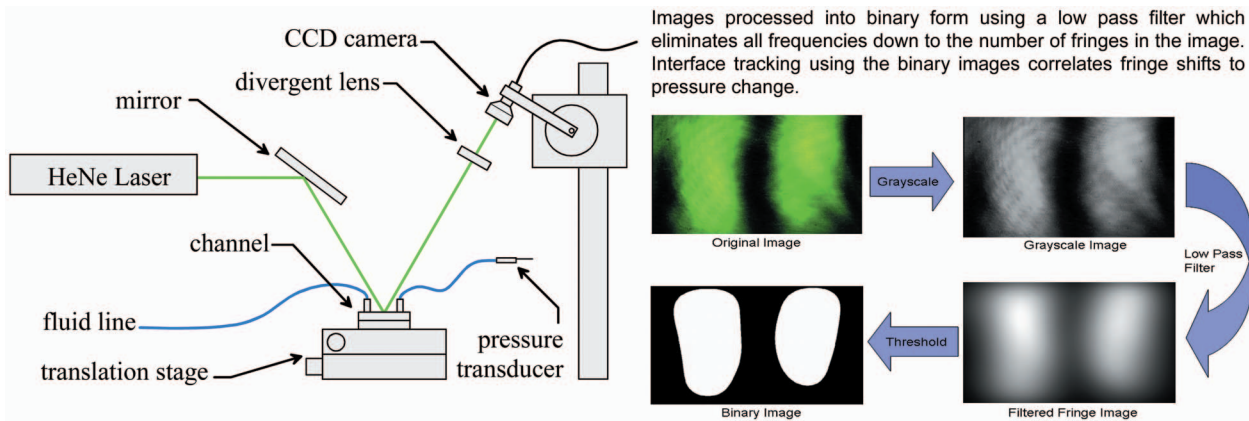 CCD camera
divergent lens
mirror
HeNe Laser
channel
fluid line
translation stage
pressure
transducer
Images processed into binary form using a low pass filter which
eliminates all frequencies down to the number of fringes in the image.
Interface tracking using the binary images correlates fringe shifts to
pressure change.
Original Image
Grayscale
Grayscale Image
Low Pass
Filter
Filtered Fringe Image
Threshold
Binary Image